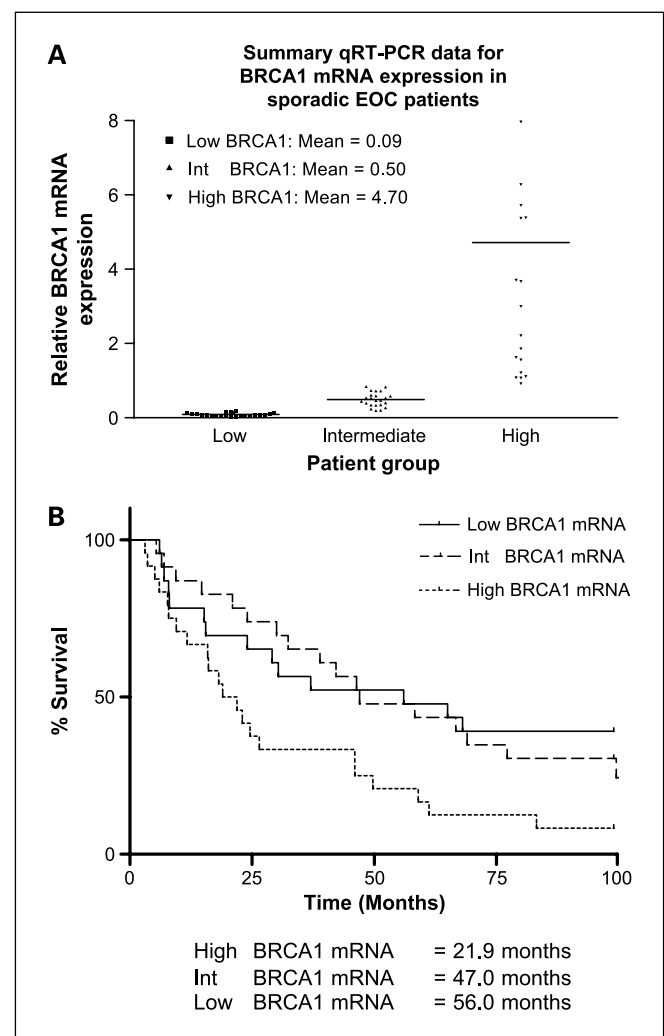 A
Summary qRT-PCR data for
BRCA1 mRNA expression in
sporadic EOC patients
Relative BRCA1 mRNA
expression
8
6
4
2
0
Low BRCA1: Mean = 0.09
Int BRCA1: Mean = 0.50
High BRCA1: Mean = 4.70
Low Intermediate High
Patient group
B
% Survival
100
50
0
Low BRCA1 mRNA
Int BRCA1 mRNA
High BRCA1 mRNA
0 25 50 75 100
Time (Months)
High BRCA1 mRNA = 21.9 months
Int BRCA1 mRNA = 47.0 months
Low BRCA1 mRNA = 56.0 months